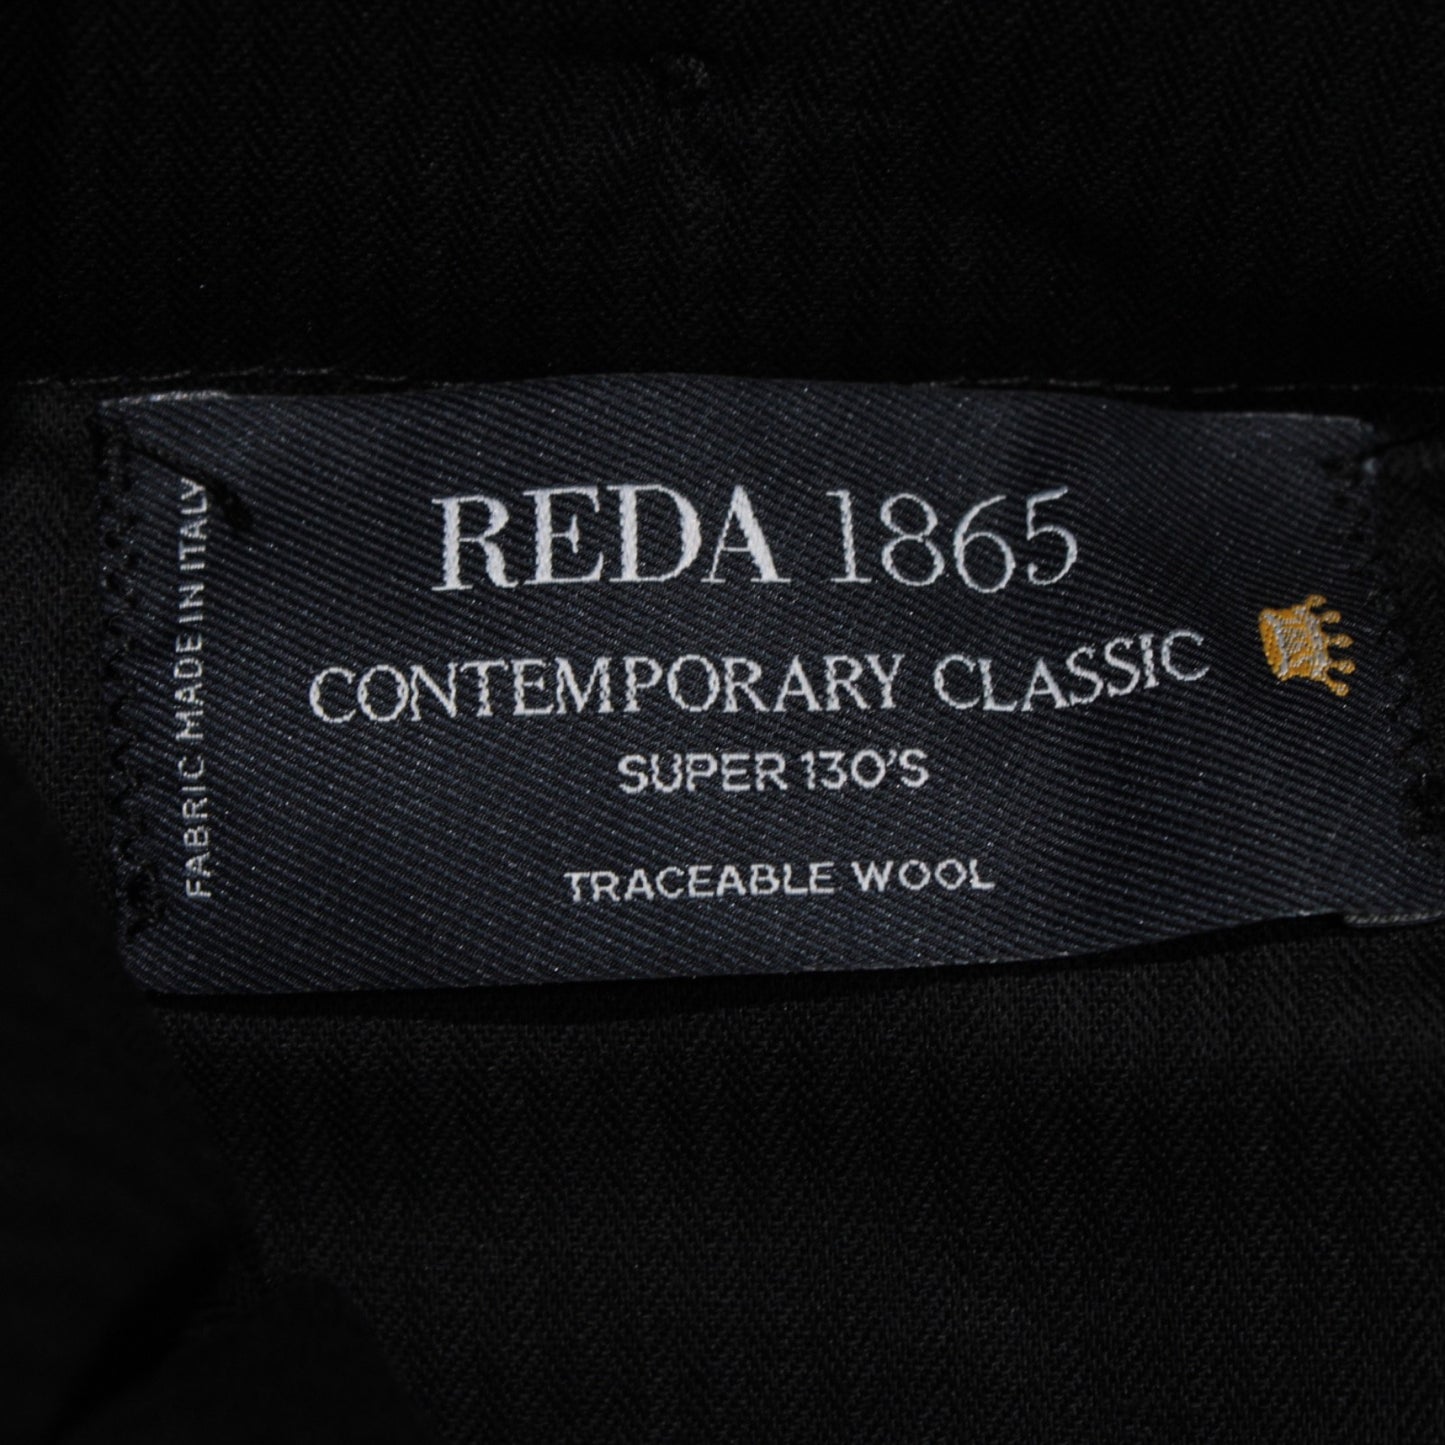 REDA 1865
CONTEMPORARY CLASSIC
SUPER 130'S
TRACEABLE WOOL
FABRIC MADE IN ITALY